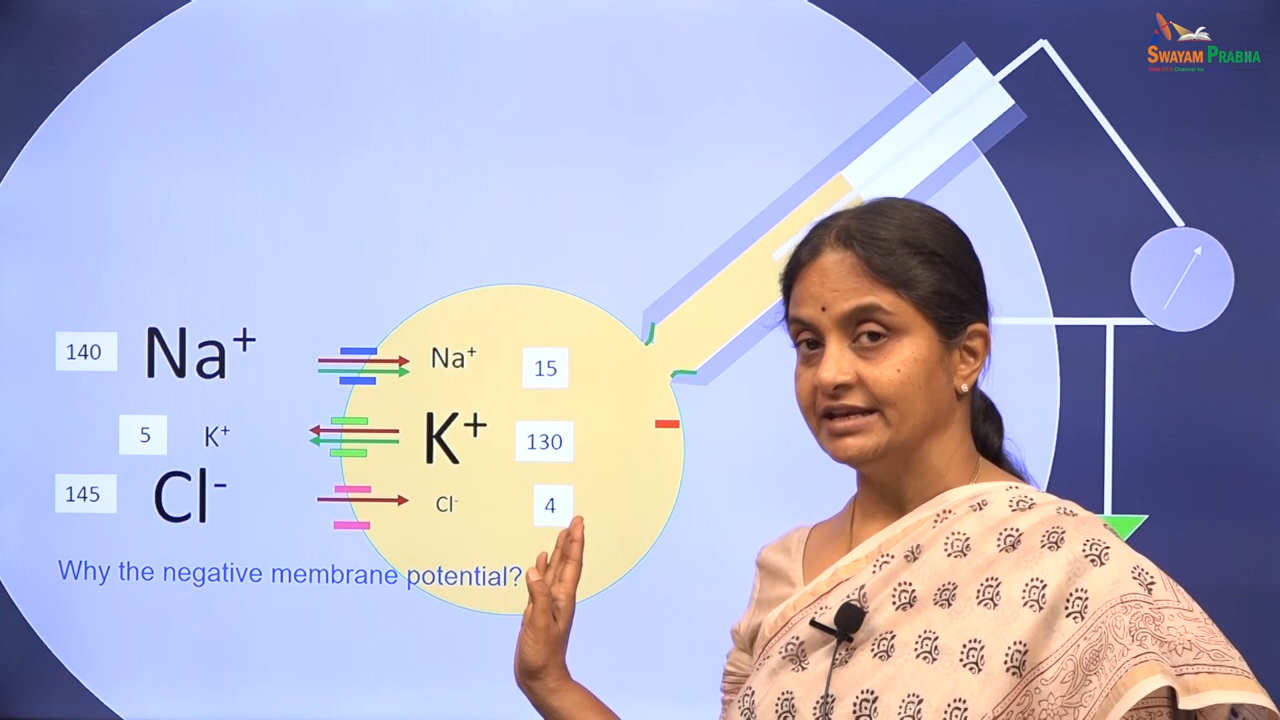 SWAYAM PRABHA
140 Na+ Na+ 15
5 K+ K+ 130
145 Cl- Cl- 4
Why the negative membrane potential?